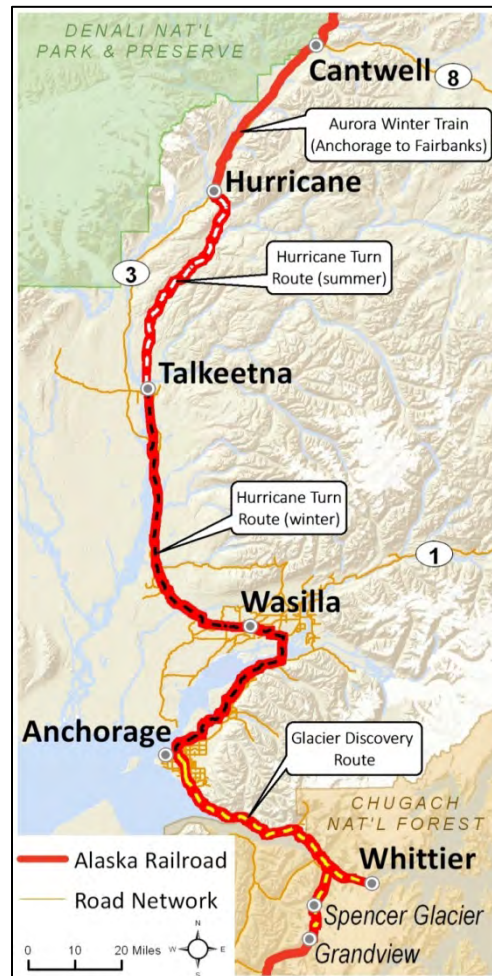 DENALI NAT'L
PARK & PRESERVE
Cantwell
8
Aurora Winter Train
(Anchorage to Fairbanks)
Hurricane
Hurricane Turn
Route (summer)
3
Talkeetna
Hurricane Turn
Route (winter)
1
Wasilla
Anchorage
Glacier Discovery
Route
CHUGACH
NAT'L FOREST
Whittier
Alaska Railroad
Road Network
Spencer Glacier
Grandview
0 10 20 Miles
N
W E
S